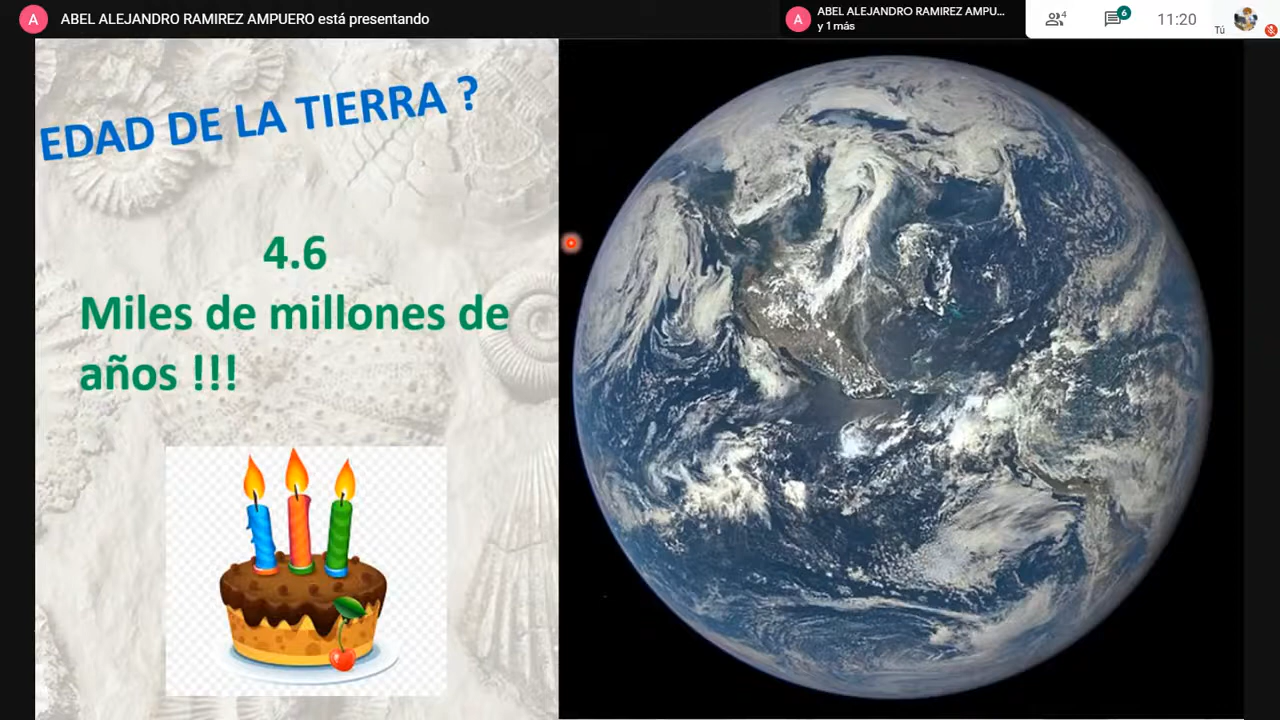 A ABEL ALEJANDRO RAMIREZ AMPUERO está presentando
A ABEL ALEJANDRO RAMIREZ AMPU...
y 1 más
4
6
11:20
Tú
EDAD DE LA TIERRA ?
4.6
Miles de millones de
años !!!